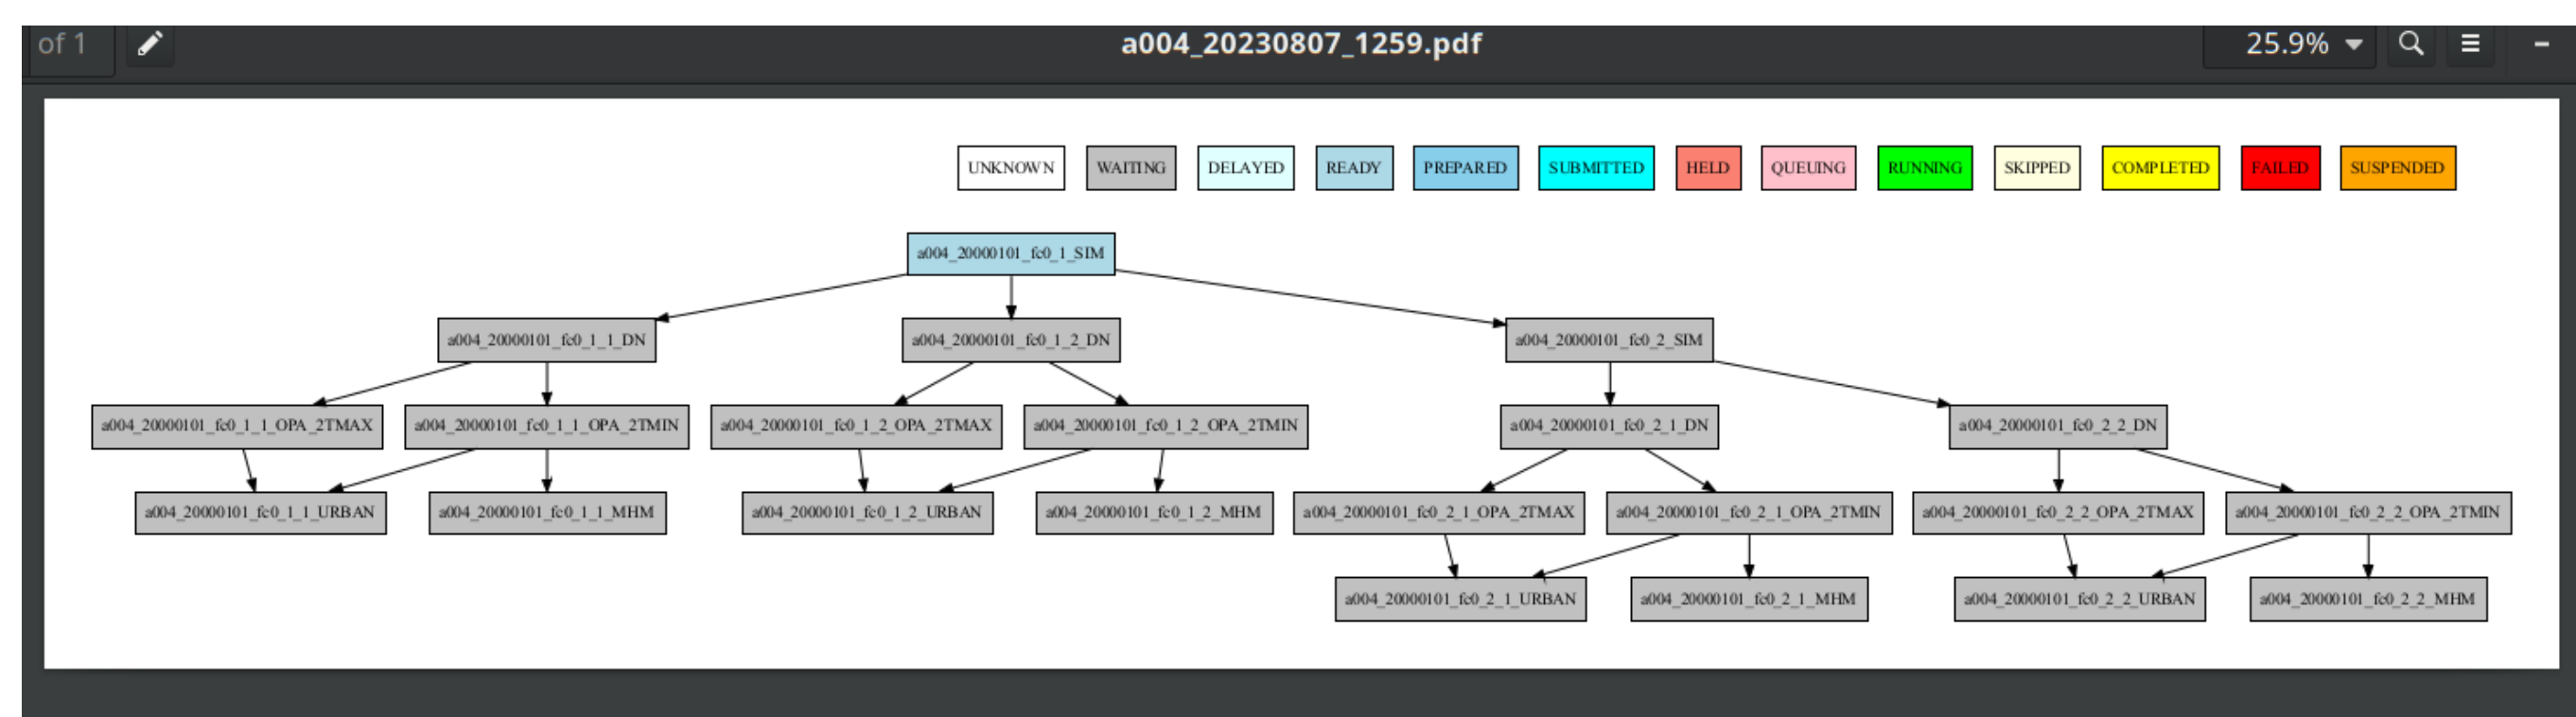 of 1
a004_20230807_1259.pdf
25.9%
UNKNOWN WAITING DELAYED READY PREPARED SUBMITTED HELD QUEUING RUNNING SKIPPED COMPLETED FAILED SUSPENDED
a004_20000101_fc0_1_SIM
a004_20000101_fc0_1_1_DN a004_20000101_fc0_1_2_DN a004_20000101_fc0_2_SIM
a004_20000101_fc0_1_1_OPA_2TMAX a004_20000101_fc0_1_1_OPA_2TMIN a004_20000101_fc0_1_2_OPA_2TMAX a004_20000101_fc0_1_2_OPA_2TMIN a004_20000101_fc0_2_1_DN a004_20000101_fc0_2_2_DN
a004_20000101_fc0_1_1_URBAN a004_20000101_fc0_1_1_MHM a004_20000101_fc0_1_2_URBAN a004_20000101_fc0_1_2_MHM a004_20000101_fc0_2_1_OPA_2TMAX a004_20000101_fc0_2_1_OPA_2TMIN a004_20000101_fc0_2_2_OPA_2TMAX a004_20000101_fc0_2_2_OPA_2TMIN
a004_20000101_fc0_2_1_URBAN a004_20000101_fc0_2_1_MHM a004_20000101_fc0_2_2_URBAN a004_20000101_fc0_2_2_MHM